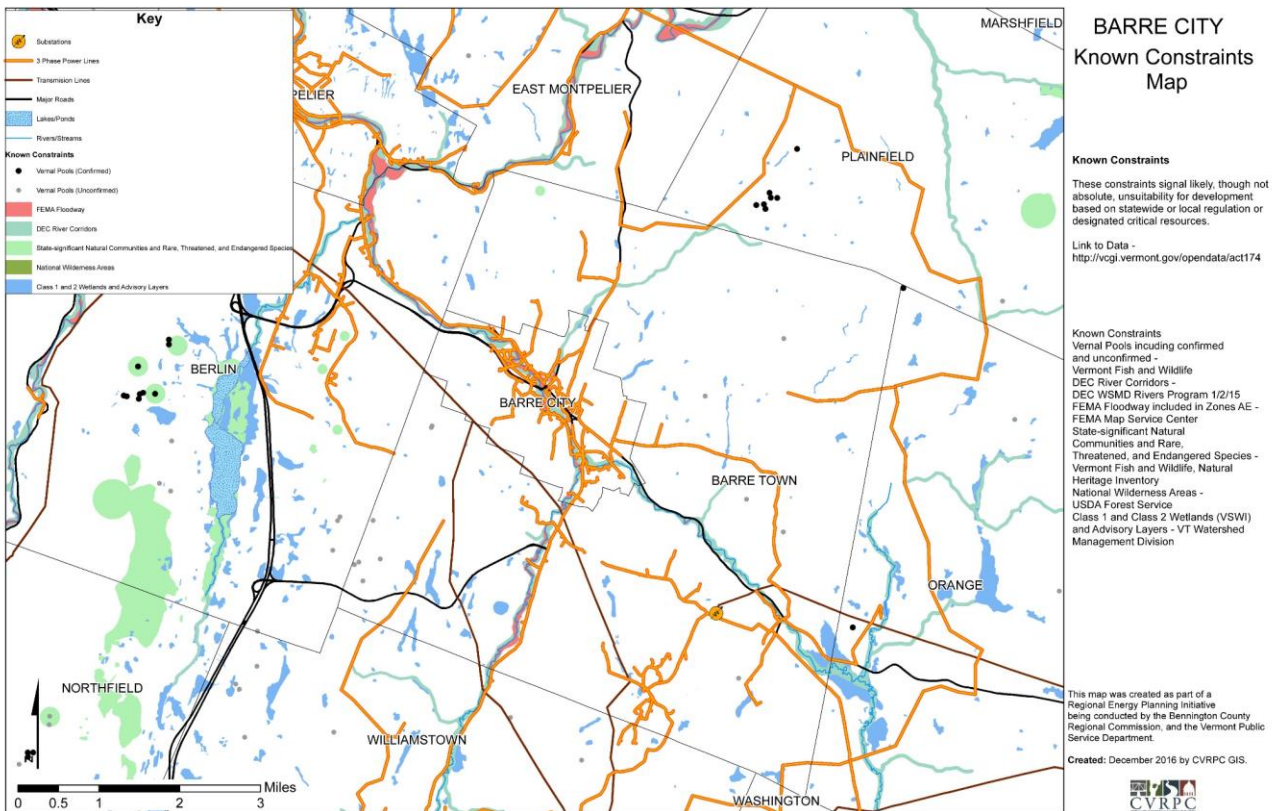 Key
Substations
3 Phase Power Lines
Transmision Lines
Major Roads
Lakes/Ponds
Rivers/Streams
Known Constraints
Vernal Pools (Confirmed)
Vernal Pools (Unconfirmed)
FEMA Floodway
DEC River Corridors
State-significant Natural Communities and Rare, Threatened, and Endangered Species
National Wilderness Areas
Class 1 and 2 Wetlands and Advisory Layers
PELIER
EAST MONTPELIER
MARSHFIELD
PLAINFIELD
BERLIN
BARRE CITY
BARRE TOWN
ORANGE
NORTHFIELD
WILLIAMSTOWN
WASHINGTON
Miles
0 0.5 1 2 3
BARRE CITY
Known Constraints
Map
Known Constraints
These constraints signal likely, though not
absolute, unsuitability for development
based on statewide or local regulation or
designated critical resources.
Link to Data -
http://vcgi.vermont.gov/opendata/act174
Known Constraints
Vernal Pools incuding confirmed
and unconfirmed -
Vermont Fish and Wildlife
DEC River Corridors -
DEC WSMD Rivers Program 1/2/15
FEMA Floodway included in Zones AE -
FEMA Map Service Center
State-significant Natural
Communities and Rare,
Threatened, and Endangered Species -
Vermont Fish and Wildlife, Natural
Heritage Inventory
National Wilderness Areas -
USDA Forest Service
Class 1 and Class 2 Wetlands (VSWI)
and Advisory Layers - VT Watershed
Management Division
This map was created as part of a
Regional Energy Planning Initiative
being conducted by the Bennington County
Regional Commission, and the Vermont Public
Service Department.
Created: December 2016 by CVRPC GIS.
CVRPC